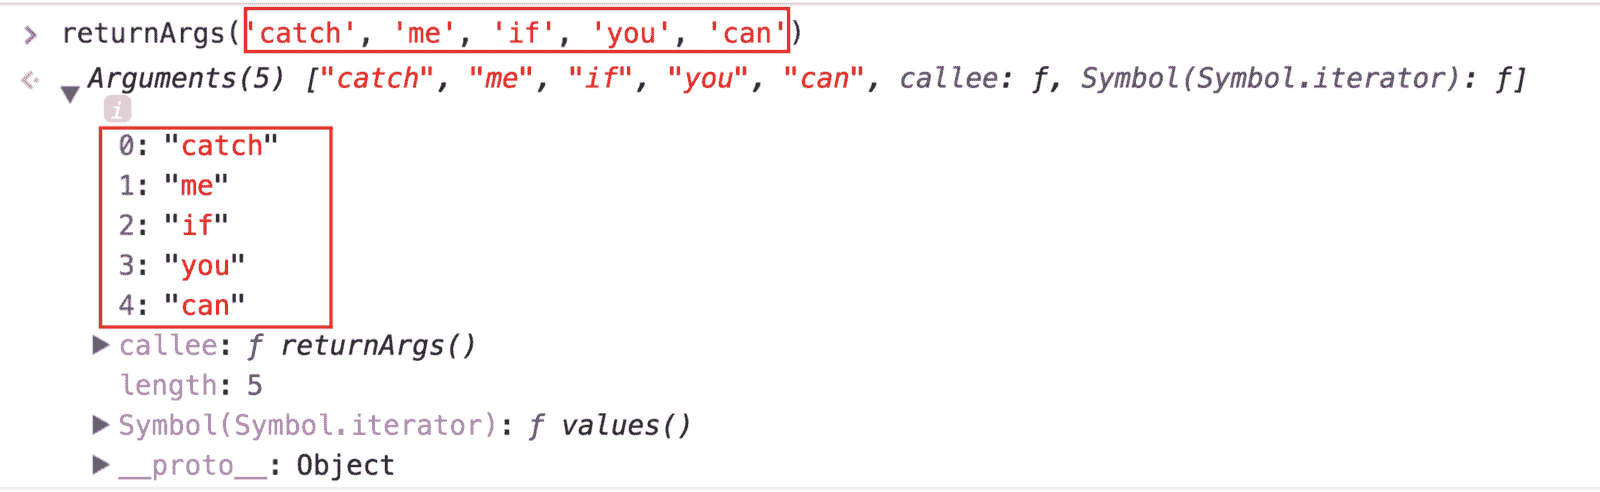 > returnArgs('catch', 'me', 'if', 'you', 'can')
<· ▼ Arguments(5) ["catch", "me", "if", "you", "can", callee: ƒ, Symbol(Symbol.iterator): ƒ]
i
0: "catch"
1: "me"
2: "if"
3: "you"
4: "can"
▶ callee: ƒ returnArgs()
length: 5
▶ Symbol(Symbol.iterator): ƒ values()
▶ __proto__: Object